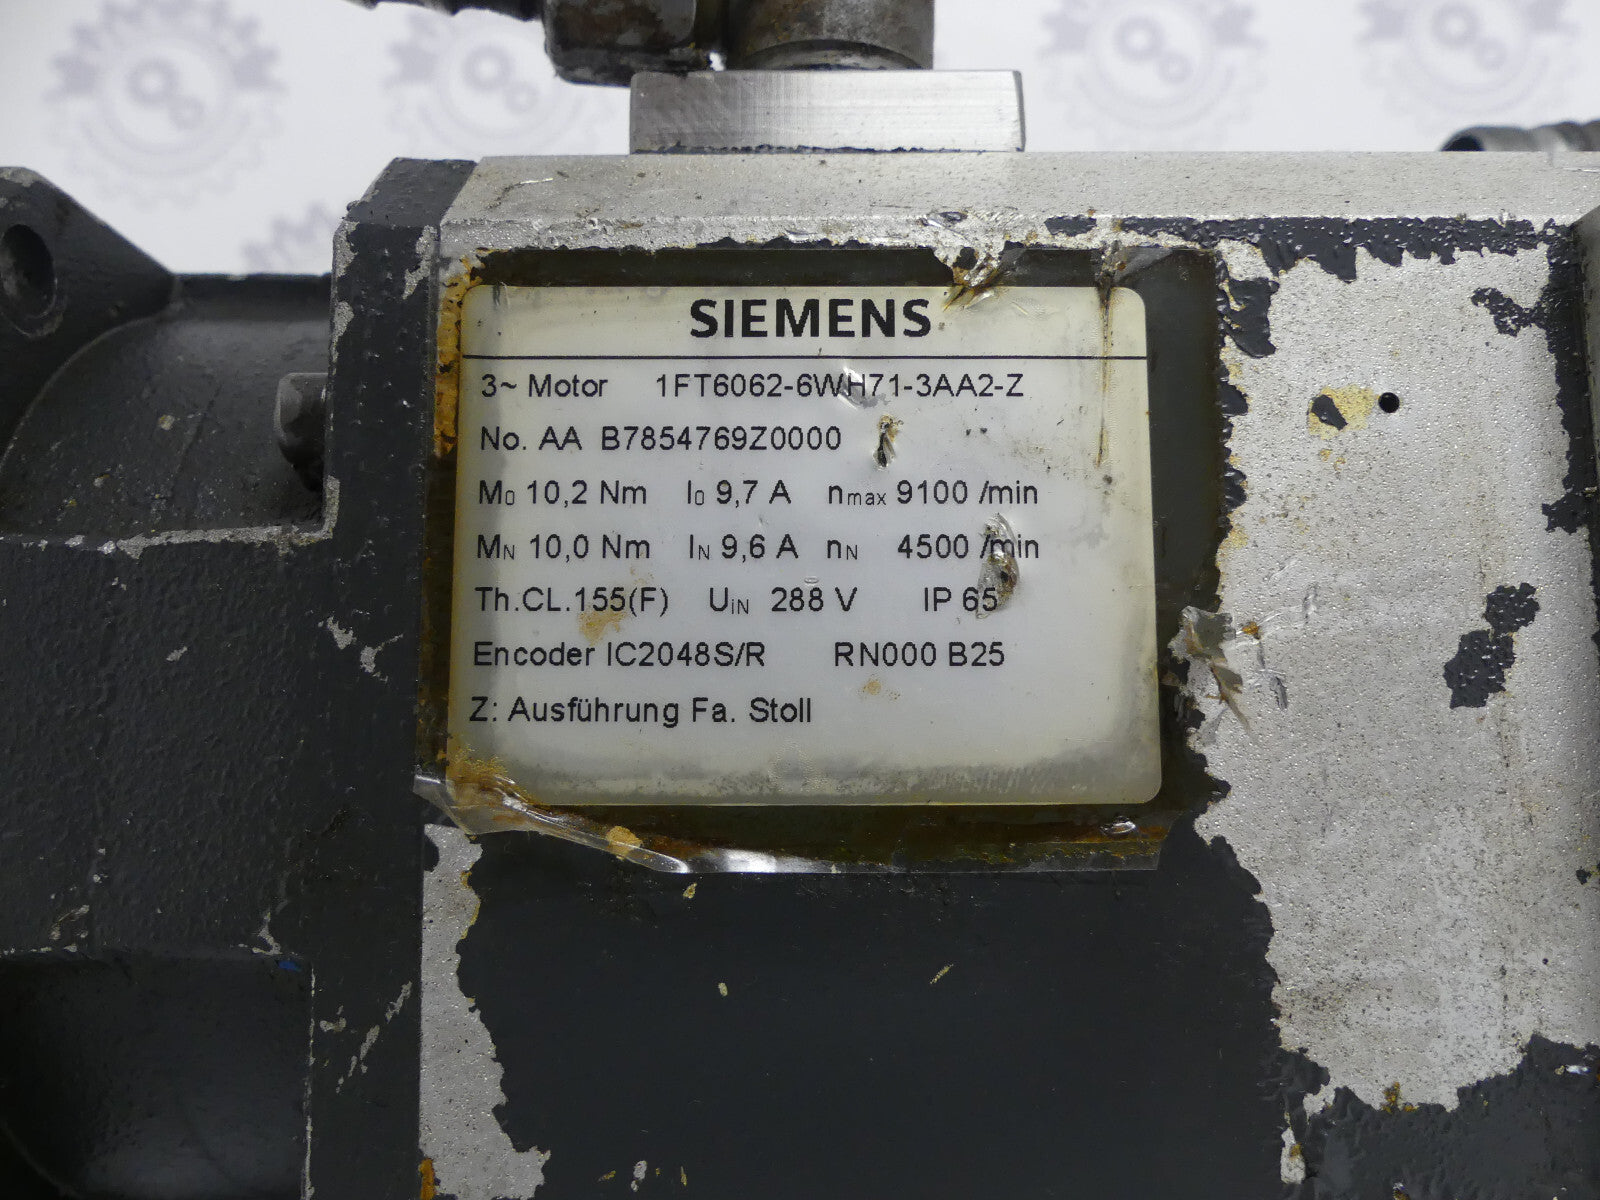 SIEMENS
3~ Motor 1FT6062-6WH71-3AA2-Z
No. AA B7854769Z0000
M0 10,2 Nm I0 9,7 A nmax 9100 /min
MN 10,0 Nm IN 9,6 A nN 4500 /min
Th.CL.155(F) UiN 288 V IP 65
Encoder IC2048S/R RN000 B25
Z: Ausführung Fa. Stoll